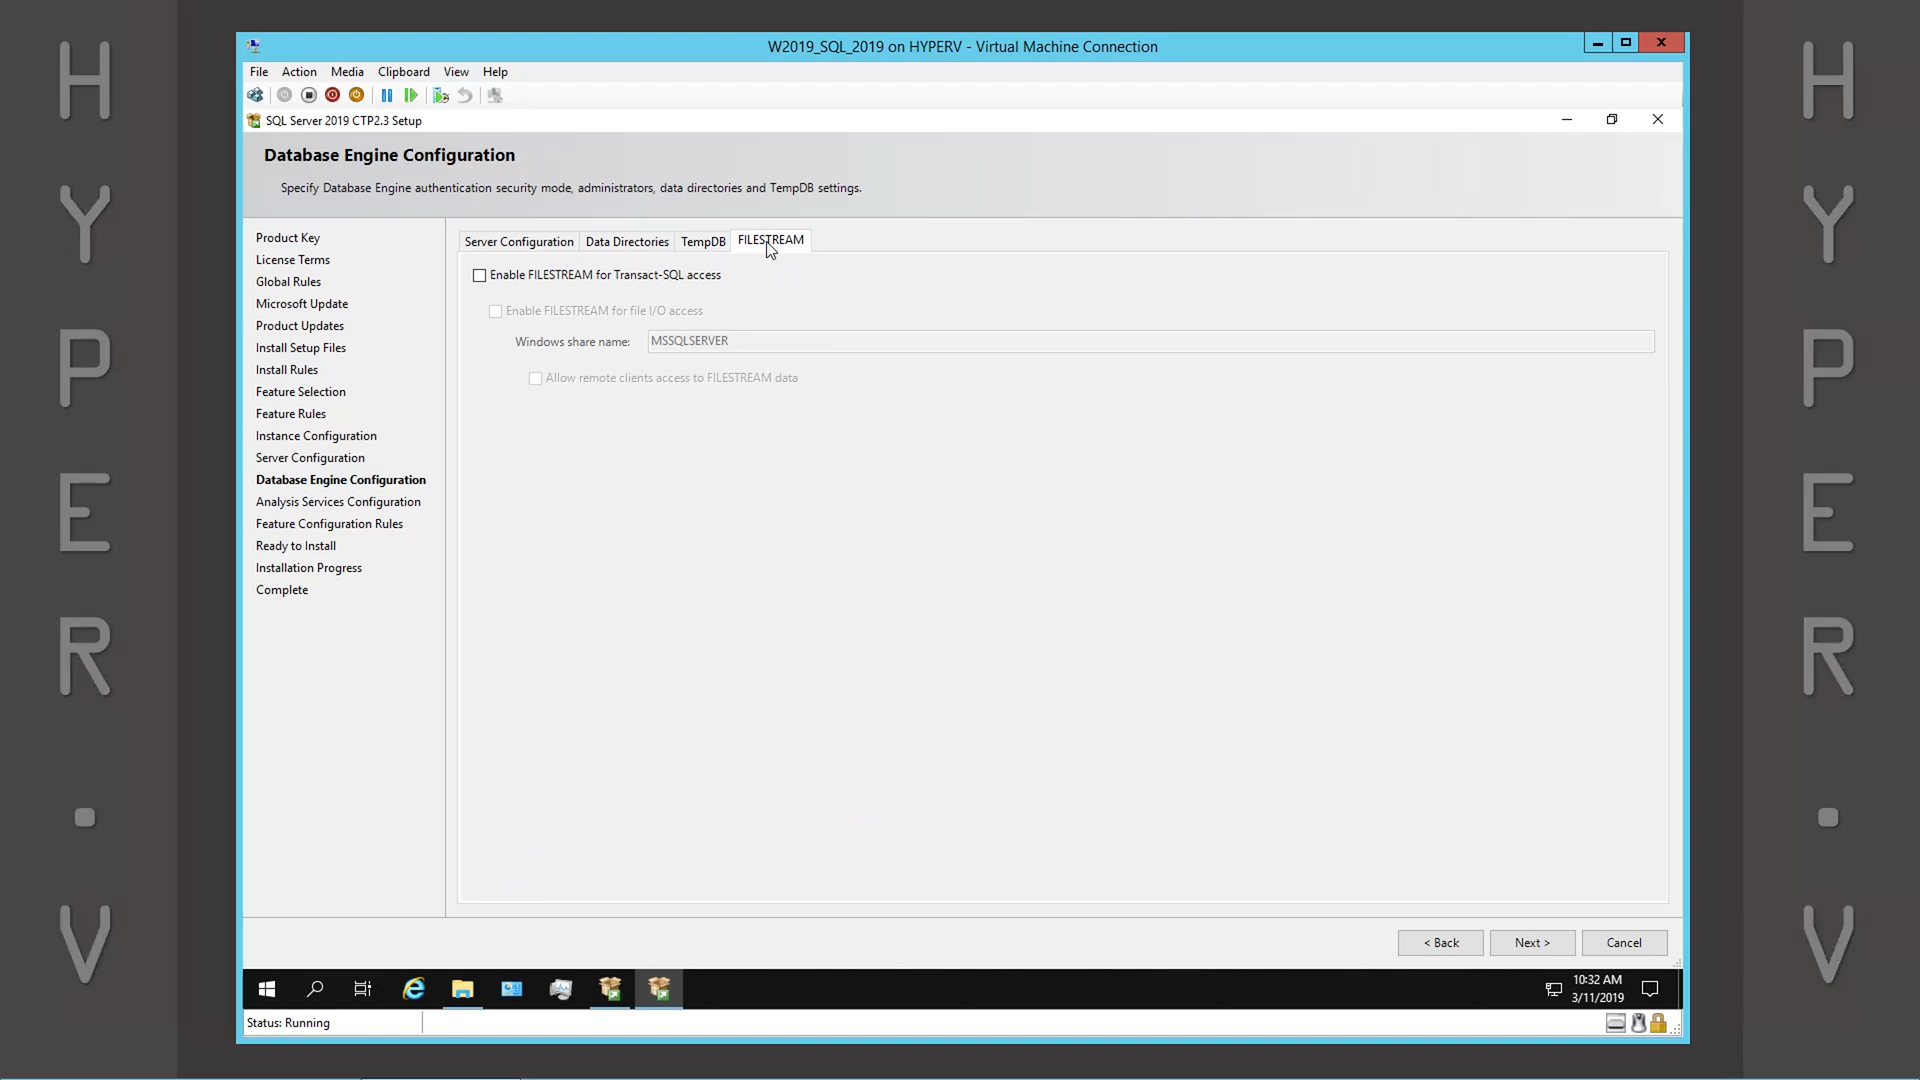 W2019_SQL_2019 on HYPERV - Virtual Machine Connection
File Action Media Clipboard View Help
SQL Server 2019 CTP2.3 Setup
Database Engine Configuration
Specify Database Engine authentication security mode, administrators, data directories and TempDB settings.
Product Key
License Terms
Global Rules
Microsoft Update
Product Updates
Install Setup Files
Install Rules
Feature Selection
Feature Rules
Instance Configuration
Server Configuration
Database Engine Configuration
Analysis Services Configuration
Feature Configuration Rules
Ready to Install
Installation Progress
Complete
Server Configuration Data Directories TempDB FILESTREAM
Enable FILESTREAM for Transact-SQL access
Enable FILESTREAM for file I/O access
Windows share name: MSSQLSERVER
Allow remote clients access to FILESTREAM data
< Back Next > Cancel
10:32 AM
3/11/2019
Status: Running
HYPER-V
HYPER-V